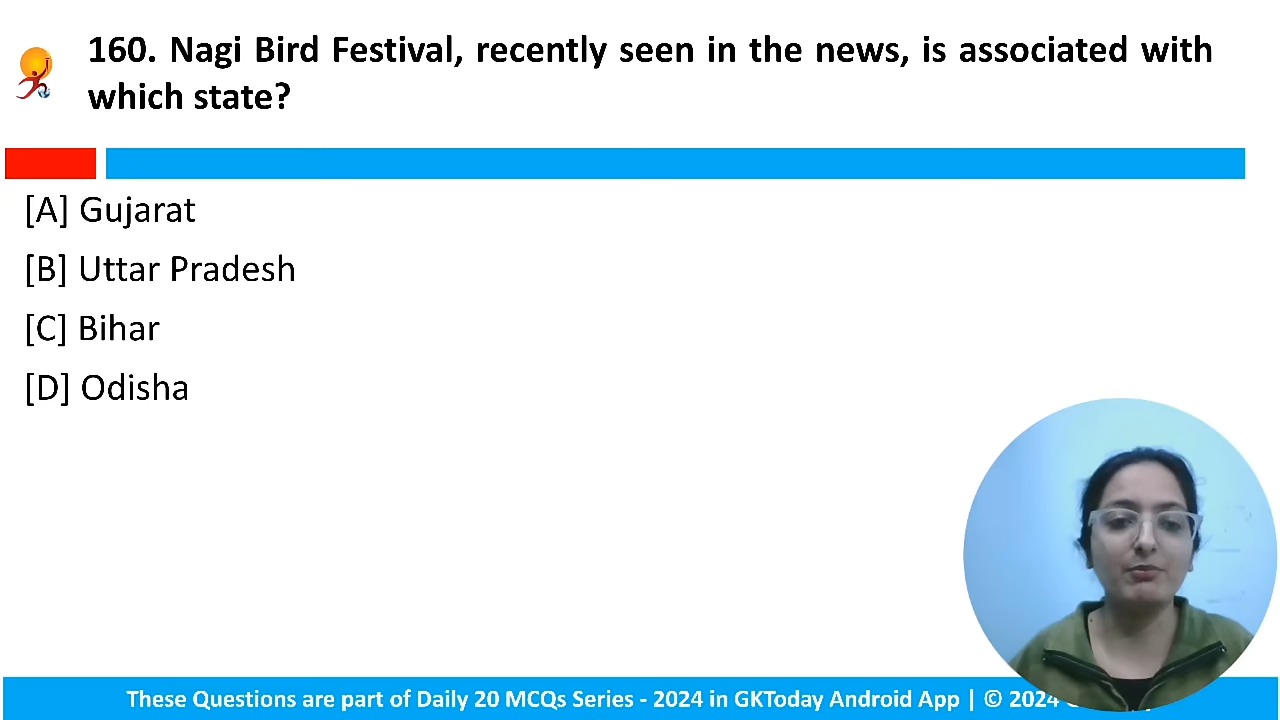 160. Nagi Bird Festival, recently seen in the news, is associated with
which state?
[A] Gujarat
[B] Uttar Pradesh
[C] Bihar
[D] Odisha
These Questions are part of Daily 20 MCQs Series - 2024 in GKToday Android App | © 2024